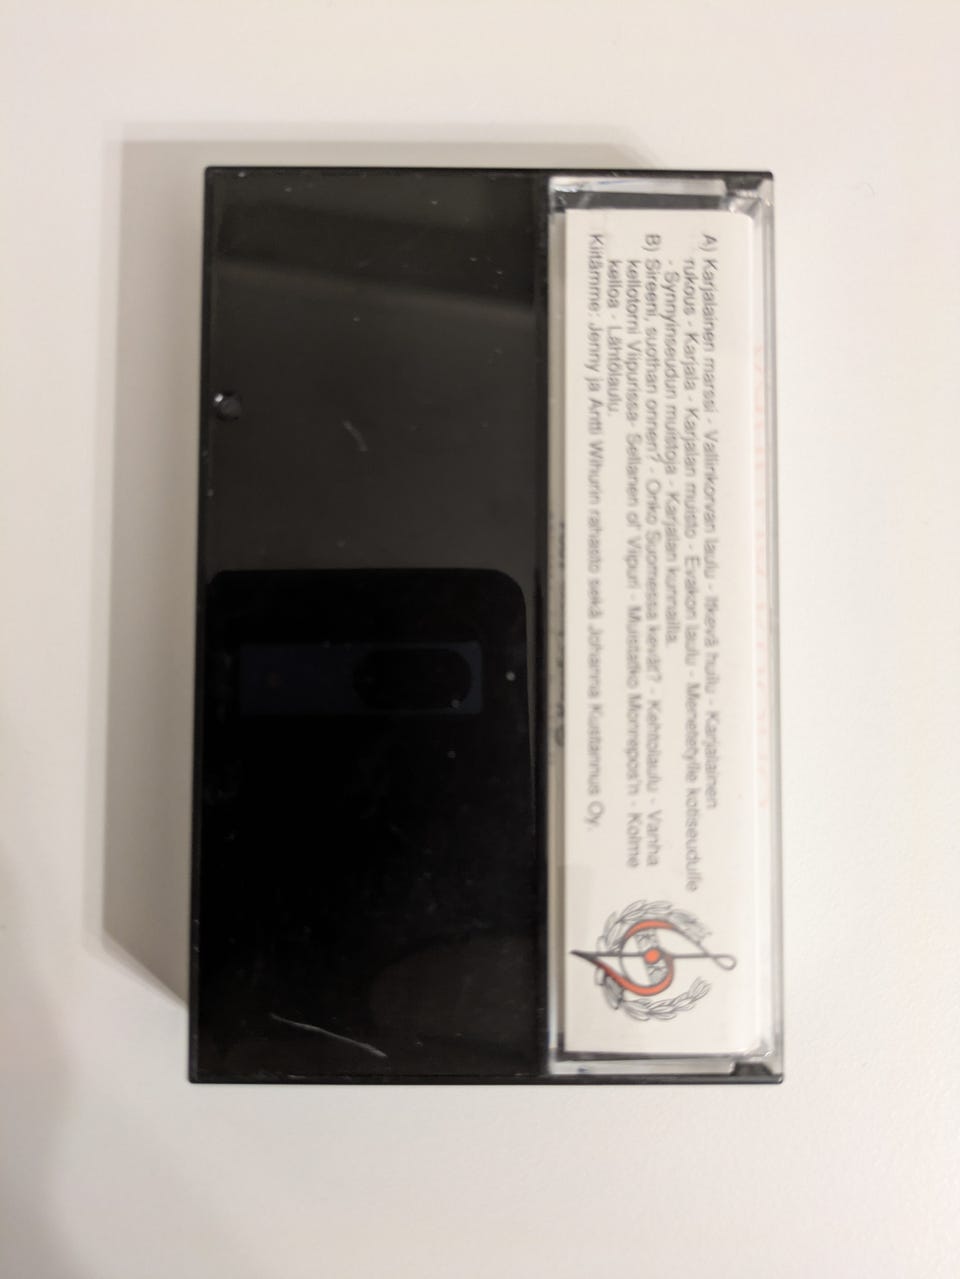 A) Karjalainen marssi - Vallinkorvan laulu - Itkevä huilu - Karjalainen
rukous - Karjala - Karjalan muisto - Evakon laulu - Menetetylle kotiseudulle
- Synnyinseudun muistoja - Karjalan kunnailla.
B) Sireeni, suothan onnen? - Onko Suomessa kevät? - Kehtolaulu - Vanha
kellotorni Viipurissa- Sellanen ol' Viipuri - Muistatko Monrepos'n - Kolme
kelloa - Lähtölaulu.
Kiitämme: Jenny ja Antti Wihurin rahasto sekä Johanna Kustannus Oy.